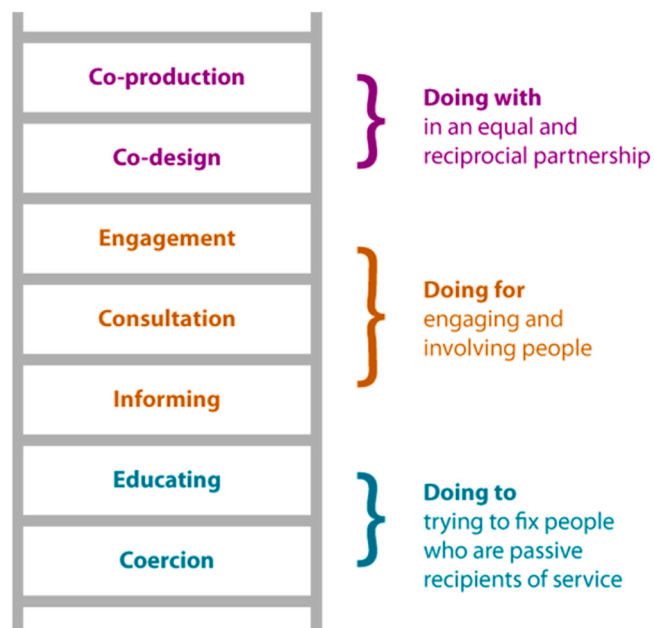 Co-production
Co-design
Engagement
Consultation
Informing
Educating
Coercion
Doing with
in an equal and
reciprocial partnership
Doing for
engaging and
involving people
Doing to
trying to fix people
who are passive
recipients of service